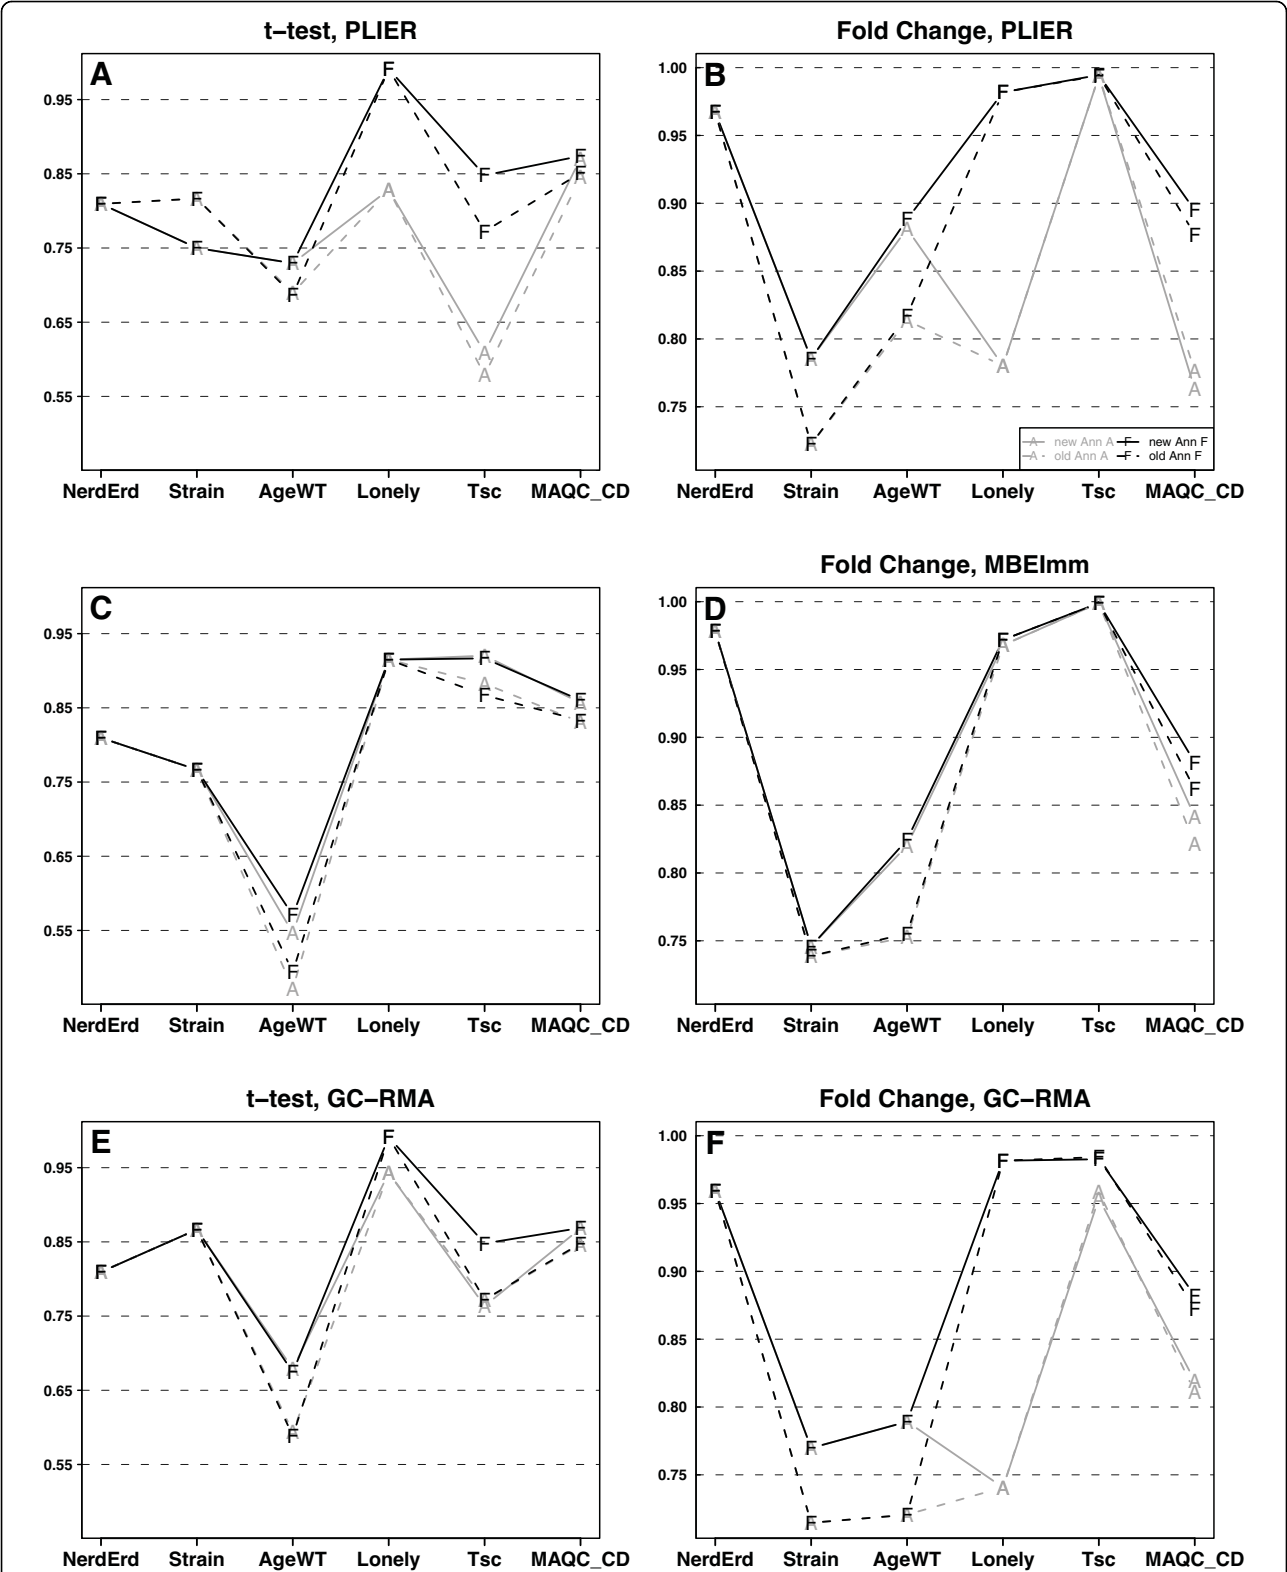 t−test, PLIER
A
0.95
0.85
0.75
0.65
0.55
F F F F F F
F F F F F
A A A
A
NerdErd Strain AgeWT Lonely Tsc MAQC_CD
Fold Change, PLIER
B
1.00
0.95
0.90
0.85
0.80
0.75
F F F F F F
F F F
A A A A
A
A new Ann A F new Ann F
A old Ann A F old Ann F
NerdErd Strain AgeWT Lonely Tsc MAQC_CD
C
0.95
0.85
0.75
0.65
0.55
F F F F F F
F F F
A A
A
NerdErd Strain AgeWT Lonely Tsc MAQC_CD
Fold Change, MBEImm
D
1.00
0.95
0.90
0.85
0.80
0.75
F F F F F F
F F F
A A
A
NerdErd Strain AgeWT Lonely Tsc MAQC_CD
t−test, GC−RMA
E
0.95
0.85
0.75
0.65
0.55
F F F F F F
F F F
A A
NerdErd Strain AgeWT Lonely Tsc MAQC_CD
Fold Change, GC−RMA
F
1.00
0.95
0.90
0.85
0.80
0.75
F F F F F F
F F F F
A A A
A A
NerdErd Strain AgeWT Lonely Tsc MAQC_CD